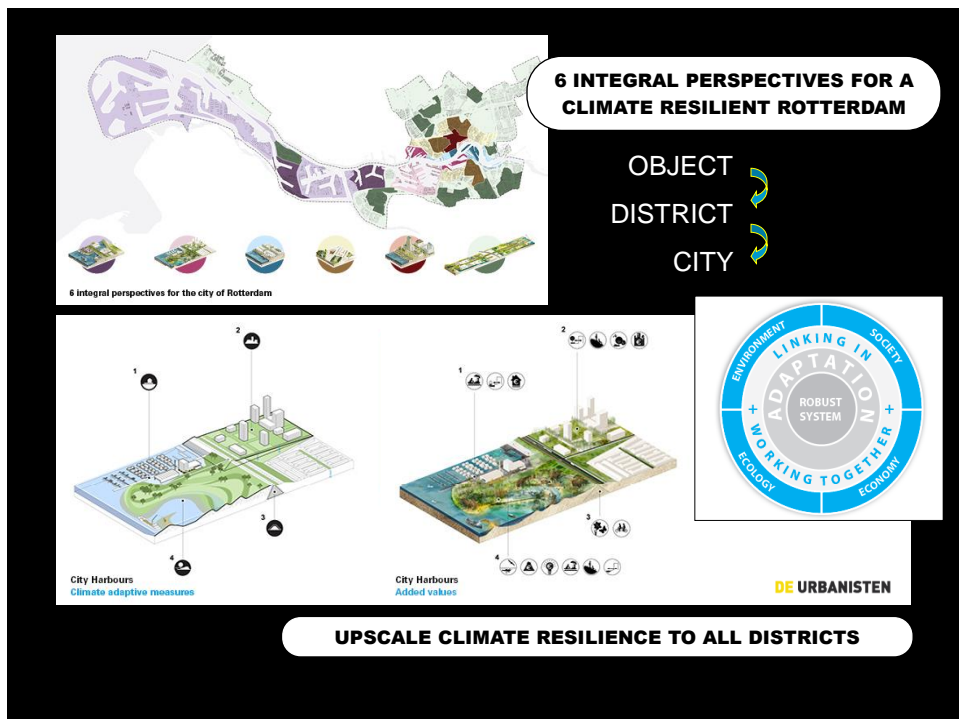 6 INTEGRAL PERSPECTIVES FOR A
CLIMATE RESILIENT ROTTERDAM
OBJECT
DISTRICT
CITY
6 integral perspectives for the city of Rotterdam
ENVIRONMENT
SOCIETY
LINKING IN
ADAPTATION
ROBUST
SYSTEM
+
+
WORKING TOGETHER
ECOLOGY
ECONOMY
1
2
3
4
City Harbours
Climate adaptive measures
1
2
3
4
City Harbours
Added values
DE URBANISTEN
UPSCALE CLIMATE RESILIENCE TO ALL DISTRICTS